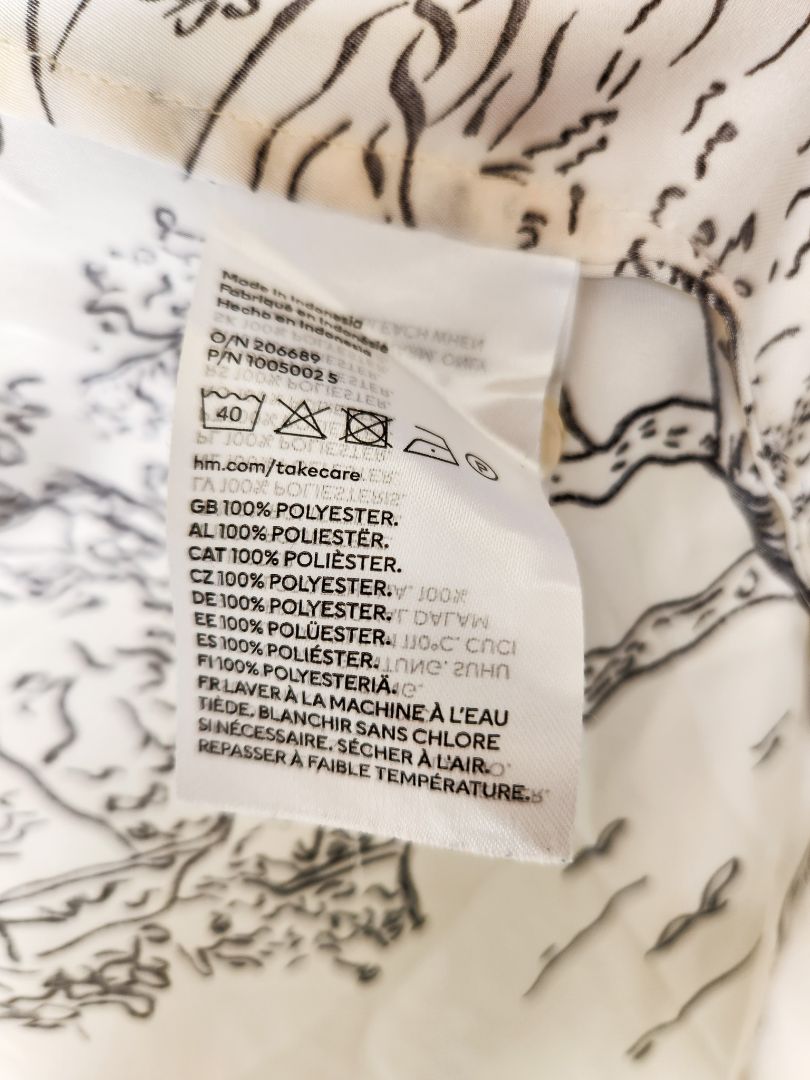 Made in Indonesia
Fabriqué en Indonésie
Hecho en Indonesia
O/N 206689
P/N 1005002 5
40
P
hm.com/takecare
GB 100% POLYESTER.
AL 100% POLIESTËR.
CAT 100% POLIÈSTER.
CZ 100% POLYESTER.
DE 100% POLYESTER.
EE 100% POLÜESTER.
ES 100% POLIÉSTER.
FI 100% POLYESTERIÄ.
FR LAVER À LA MACHINE À L'EAU
TIÈDE. BLANCHIR SANS CHLORE
SI NÉCESSAIRE. SÉCHER À L'AIR.
REPASSER À FAIBLE TEMPÉRATURE.